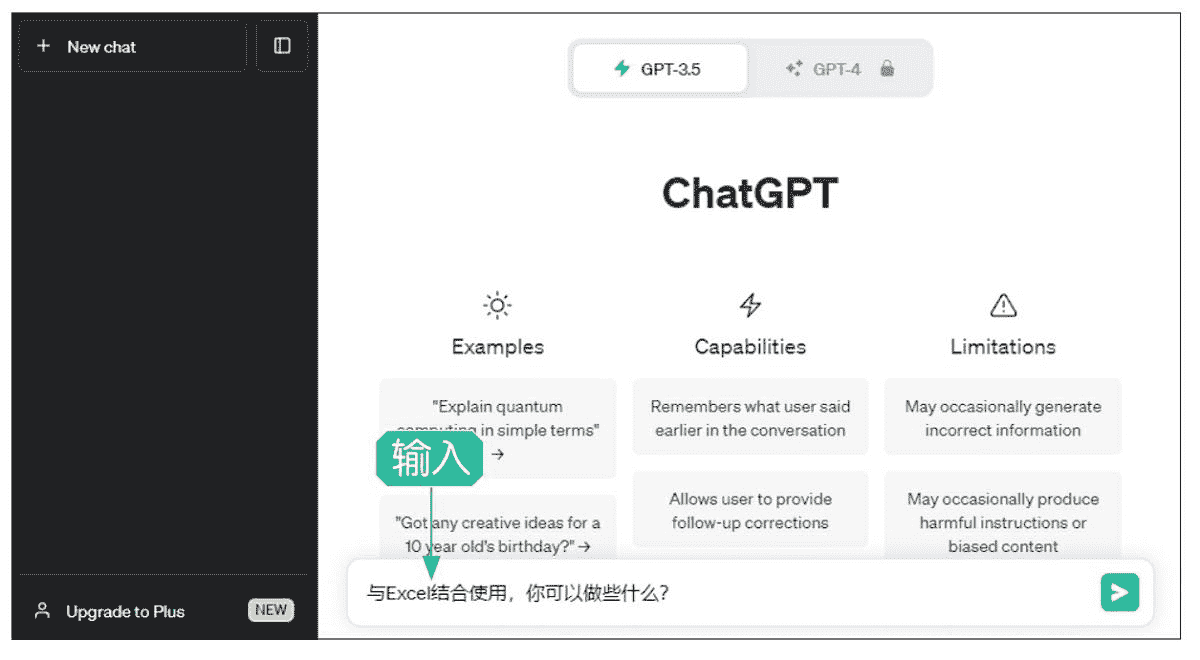 New chat
GPT-3.5
GPT-4
ChatGPT
Examples
Capabilities
Limitations
"Explain quantum
computing in simple terms"
→
"Got any creative ideas for a
10 year old's birthday?" →
Remembers what user said
earlier in the conversation
Allows user to provide
follow-up corrections
May occasionally generate
incorrect information
May occasionally produce
harmful instructions or
biased content
输入
与Excel结合使用，你可以做些什么？
Upgrade to Plus
NEW